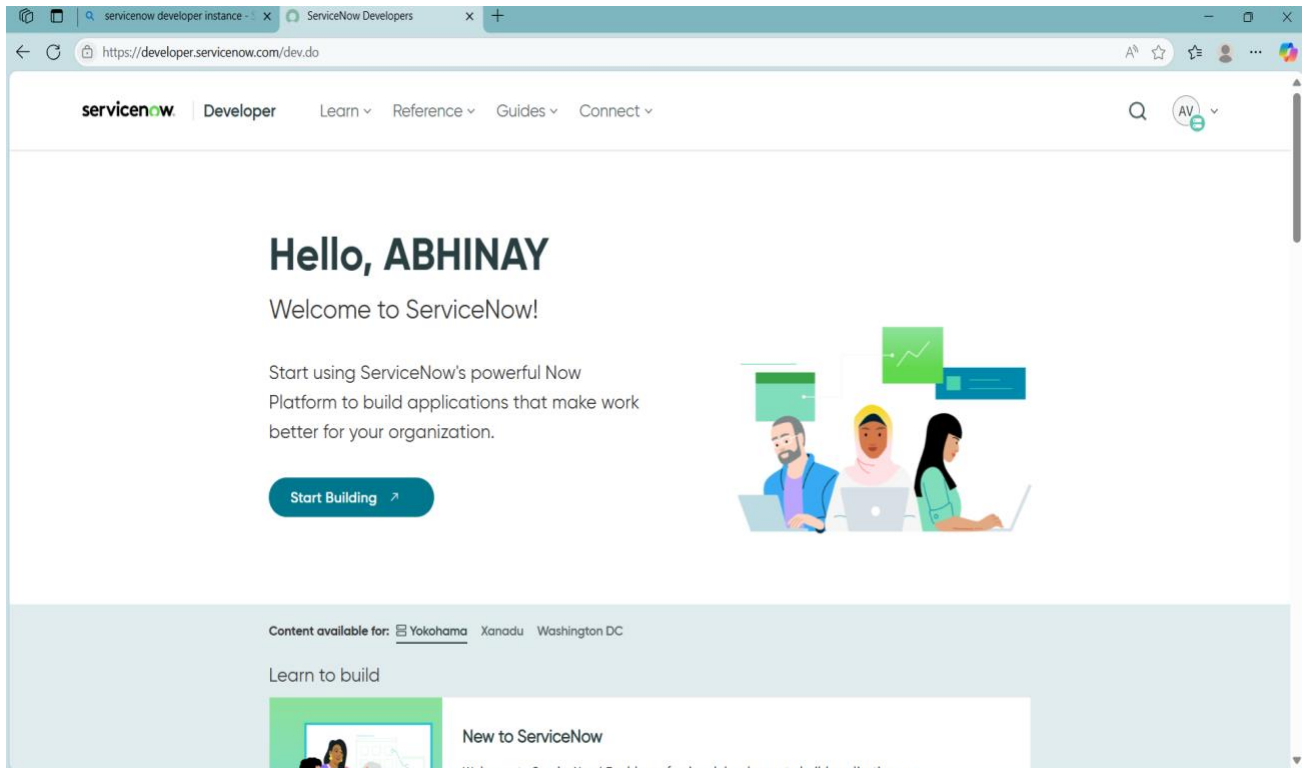 servicenow developer instance -
ServiceNow Developers
https://developer.servicenow.com/dev.do
servicenow. Developer Learn Reference Guides Connect
AV
Hello, ABHINAY
Welcome to ServiceNow!
Start using ServiceNow's powerful Now
Platform to build applications that make work
better for your organization.
Start Building
Content available for: Yokohama Xanadu Washington DC
Learn to build
New to ServiceNow